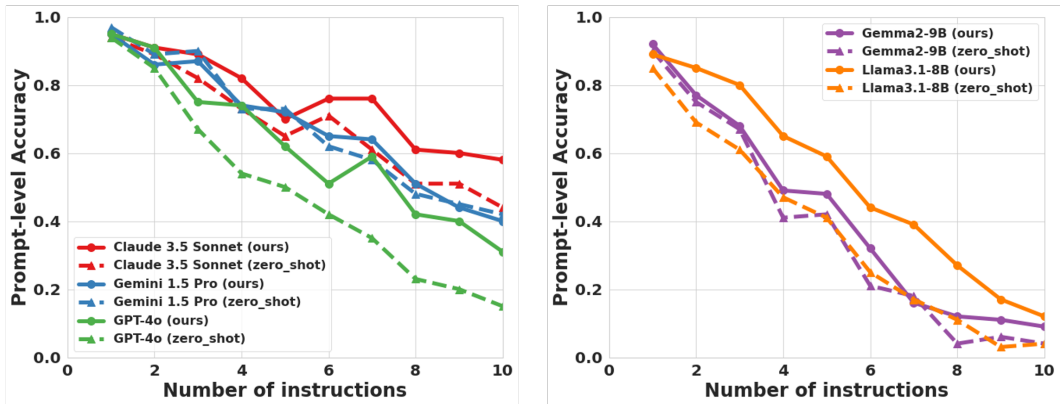 1.0
0.8
0.6
0.4
0.2
0.0
Prompt-level Accuracy
Claude 3.5 Sonnet (ours)
Claude 3.5 Sonnet (zero_shot)
Gemini 1.5 Pro (ours)
Gemini 1.5 Pro (zero_shot)
GPT-4o (ours)
GPT-4o (zero_shot)
0 2 4 6 8 10
Number of instructions
1.0
0.8
0.6
0.4
0.2
0.0
Prompt-level Accuracy
Gemma2-9B (ours)
Gemma2-9B (zero_shot)
Llama3.1-8B (ours)
Llama3.1-8B (zero_shot)
0 2 4 6 8 10
Number of instructions